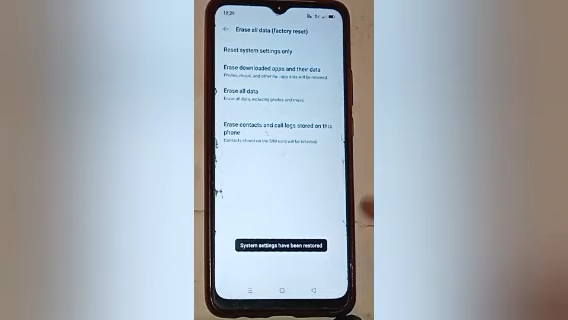 Erase all data (factory reset)
Reset system settings only
Erase downloaded apps and their data
Photos, music, and other non-app data will be retained.
Erase all data
Erase all data, including photos and music.
Erase contacts and call logs stored on this
phone
Contacts stored on the SIM card will be retained.
System settings have been restored